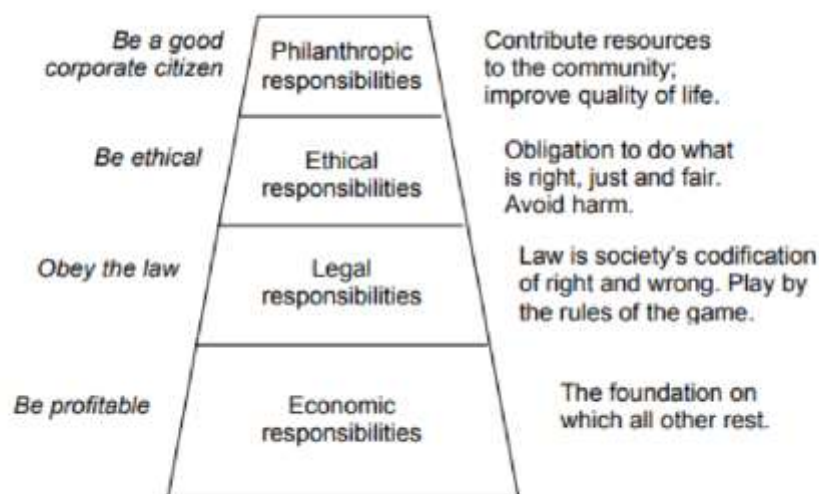 Be a good
corporate citizen
Philanthropic
responsibilities
Contribute resources
to the community;
improve quality of life.
Be ethical
Ethical
responsibilities
Obligation to do what
is right, just and fair.
Avoid harm.
Obey the law
Legal
responsibilities
Law is society's codification
of right and wrong. Play by
the rules of the game.
Be profitable
Economic
responsibilities
The foundation on
which all other rest.